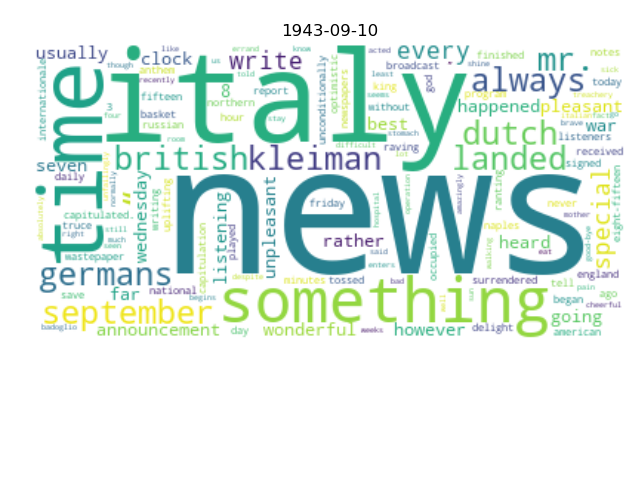 1943-09-10
usually
clock
write
every
finished
mr.
notes
though
like
errand
know
acted
anthem
recently
told
us
italy
broadcast
least
shine
sick
time
internationale
fifteen
basket
8
report
unconditionally
optimistic
newspapers
king
god
always
today
seems
program
treachery
3
four
northern
without
happened
pleasant
russian
hour
stay
best
dutch
war
room
difficult
raving
stomach
listeners
seven
british
kleiman
landed
received
signed
daily
normally
wednesday
writing
uplifting
news
friday
hospital
operation
amazingly
ranting
special
eight-fifteen
never
absolutely
capitulated.
truce
right
still
much
seen
wastepaper
capitulation
listening
played
unpleasant
rather
said
occupied
walking
heard
naples
mother
good-bye
eat
germans
far
national
despite
minutes
tossed
bad
enters
surrendered
england
tell
pain
ago
save
begins
something
sun
began
cheerful
september
going
badoglio
announcement
day
wonderful
weeks
however
delight
american